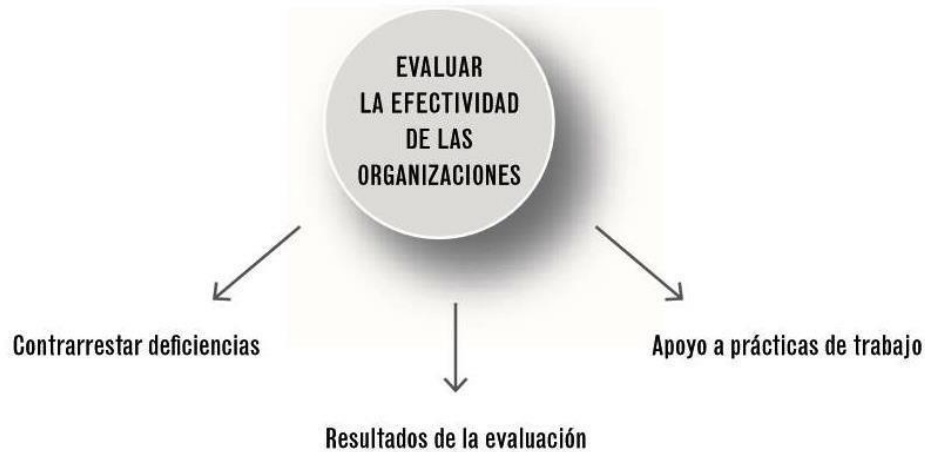 EVALUAR
LA EFECTIVIDAD
DE LAS
ORGANIZACIONES
Contrarrestar deficiencias
Apoyo a prácticas de trabajo
Resultados de la evaluación